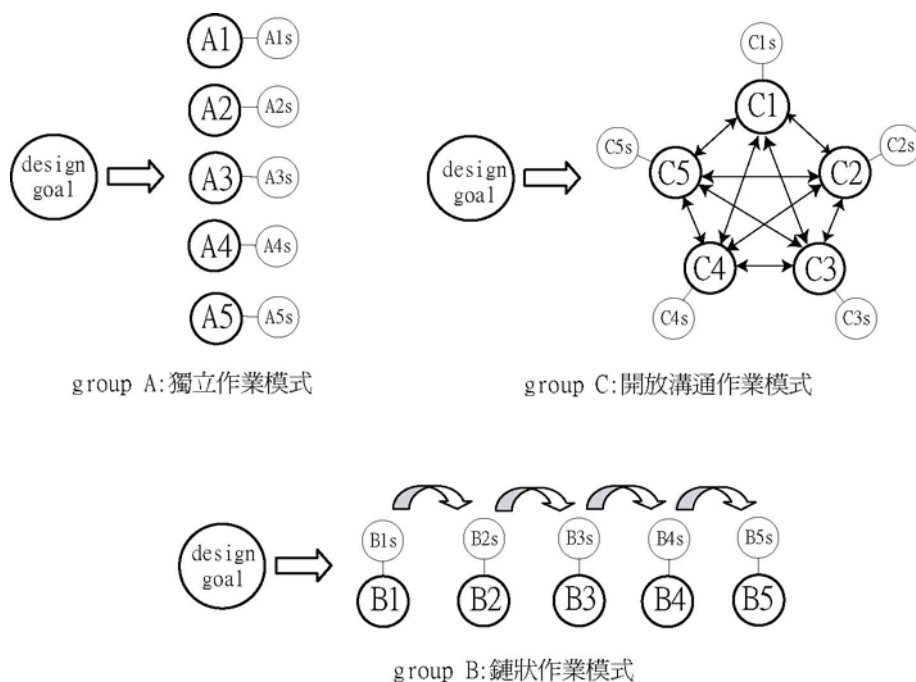 design
goal
A1
A1s
A2
A2s
A3
A3s
A4
A4s
A5
A5s
group A:獨立作業模式
design
goal
C1s
C1
C5s
C5
C2
C2s
C4
C3
C4s
C3s
group C:開放溝通作業模式
design
goal
B1s
B2s
B3s
B4s
B5s
B1
B2
B3
B4
B5
group B:鏈狀作業模式